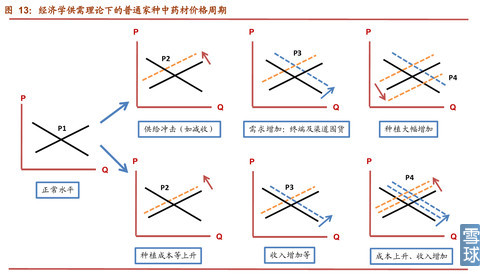 图 13: 经济学供需理论下的普通家种中药材价格周期
P
P2
Q
供给冲击（如减收）
P
P3
Q
需求增加：终端及渠道囤货
P
P4
Q
种植大幅增加
P
P1
Q
正常水平
P
P2
Q
种植成本等上升
P
P3
Q
收入增加等
P
P4
Q
成本上升、收入增加
雪球